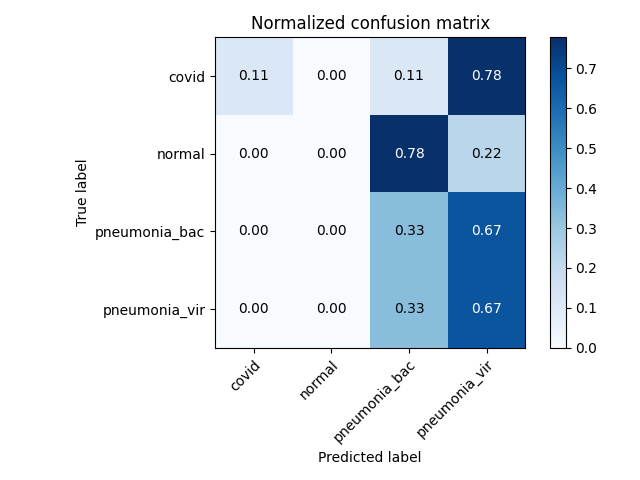 Normalized confusion matrix
True label
covid 0.11 0.00 0.11 0.78
normal 0.00 0.00 0.78 0.22
pneumonia_bac 0.00 0.00 0.33 0.67
pneumonia_vir 0.00 0.00 0.33 0.67
covid normal pneumonia_bac pneumonia_vir
Predicted label
0.7
0.6
0.5
0.4
0.3
0.2
0.1
0.0